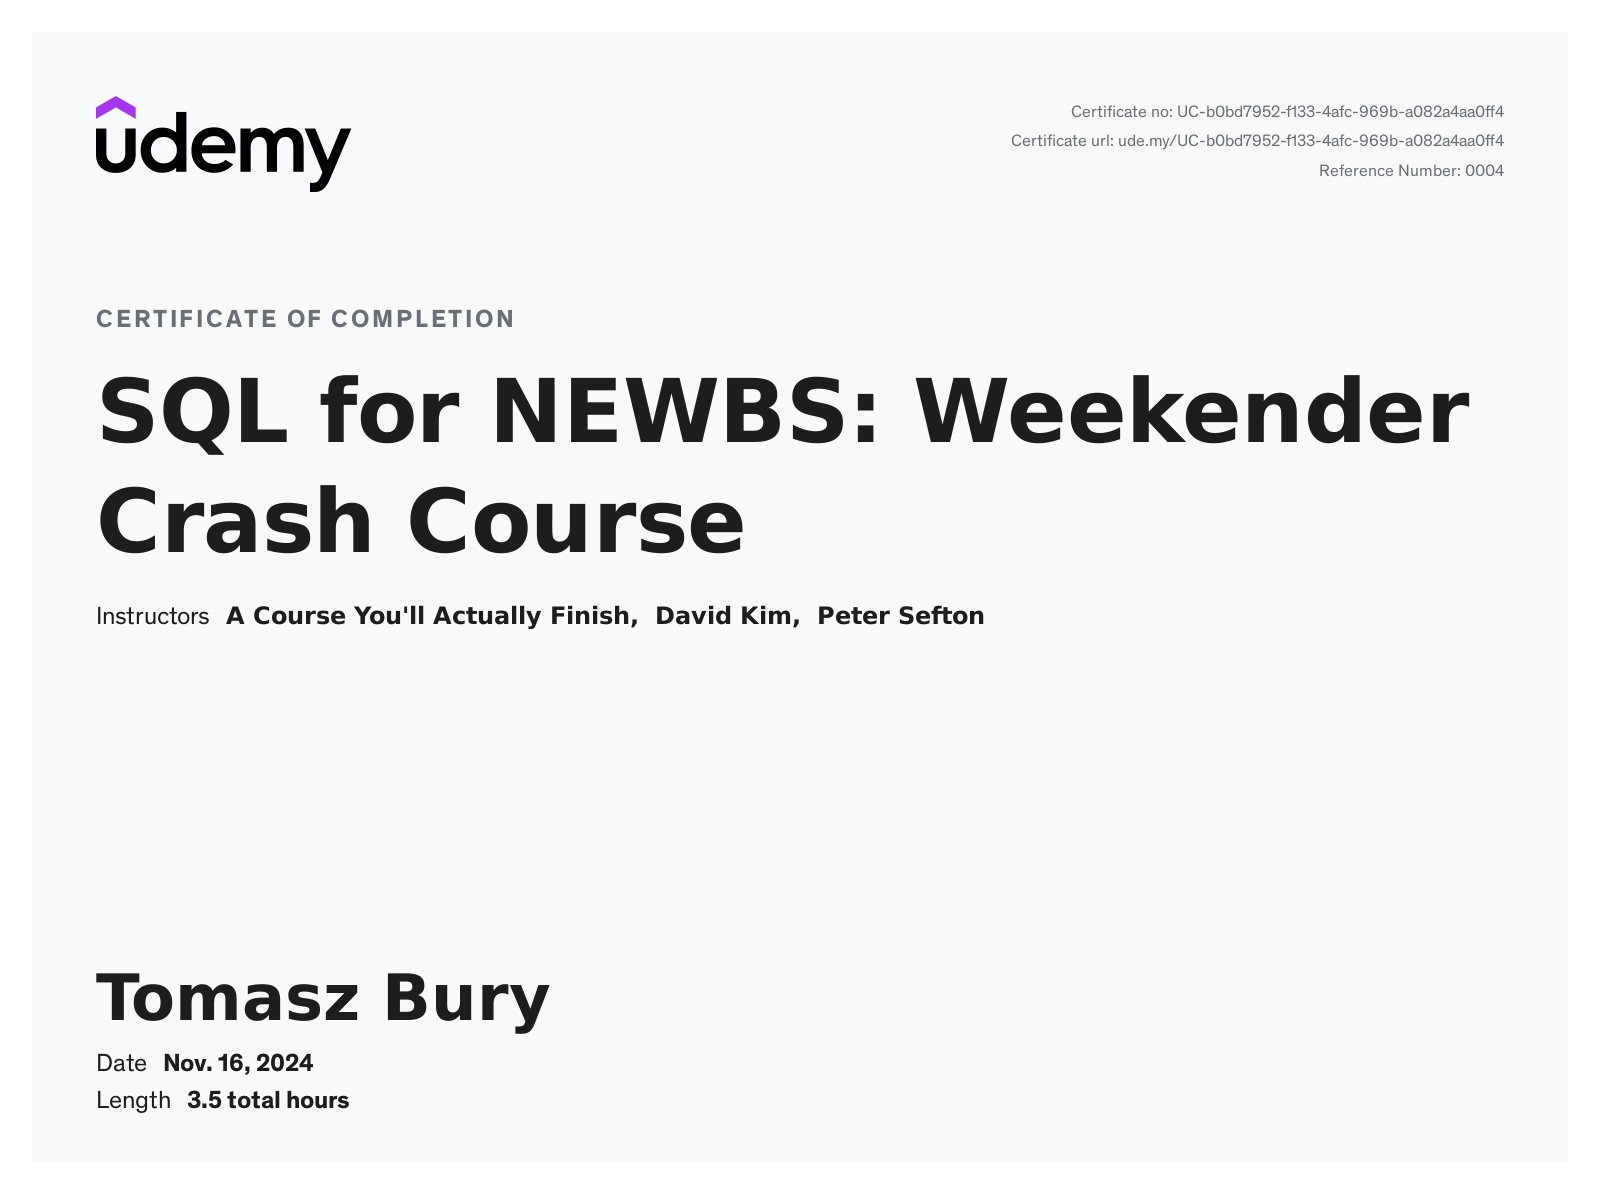 udemy
Certificate no: UC-b0bd7952-f133-4afc-969b-a082a4aa0ff4
Certificate url: ude.my/UC-b0bd7952-f133-4afc-969b-a082a4aa0ff4
Reference Number: 0004
CERTIFICATE OF COMPLETION
SQL for NEWBS: Weekender
Crash Course
Instructors A Course You'll Actually Finish, David Kim, Peter Sefton
Tomasz Bury
Date Nov. 16, 2024
Length 3.5 total hours